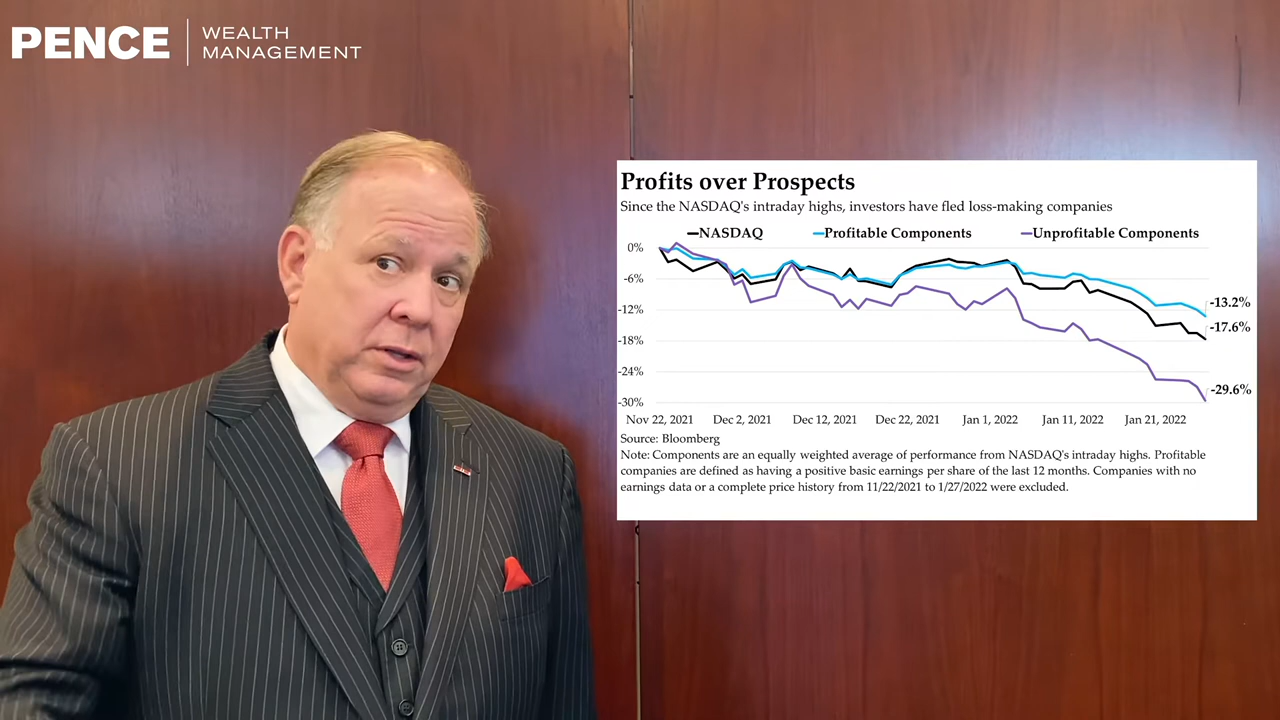 PENCE
WEALTH
MANAGEMENT
Profits over Prospects
Since the NASDAQ's intraday highs, investors have fled loss-making companies
NASDAQ Profitable Components Unprofitable Components
0%
-6%
-12%
-18%
-24%
-30%
-13.2%
-17.6%
-29.6%
Nov 22, 2021 Dec 2, 2021 Dec 12, 2021 Dec 22, 2021 Jan 1, 2022 Jan 11, 2022 Jan 21, 2022
Source: Bloomberg
Note: Components are an equally weighted average of performance from NASDAQ's intraday highs. Profitable
companies are defined as having a positive basic earnings per share of the last 12 months. Companies with no
earnings data or a complete price history from 11/22/2021 to 1/27/2022 were excluded.